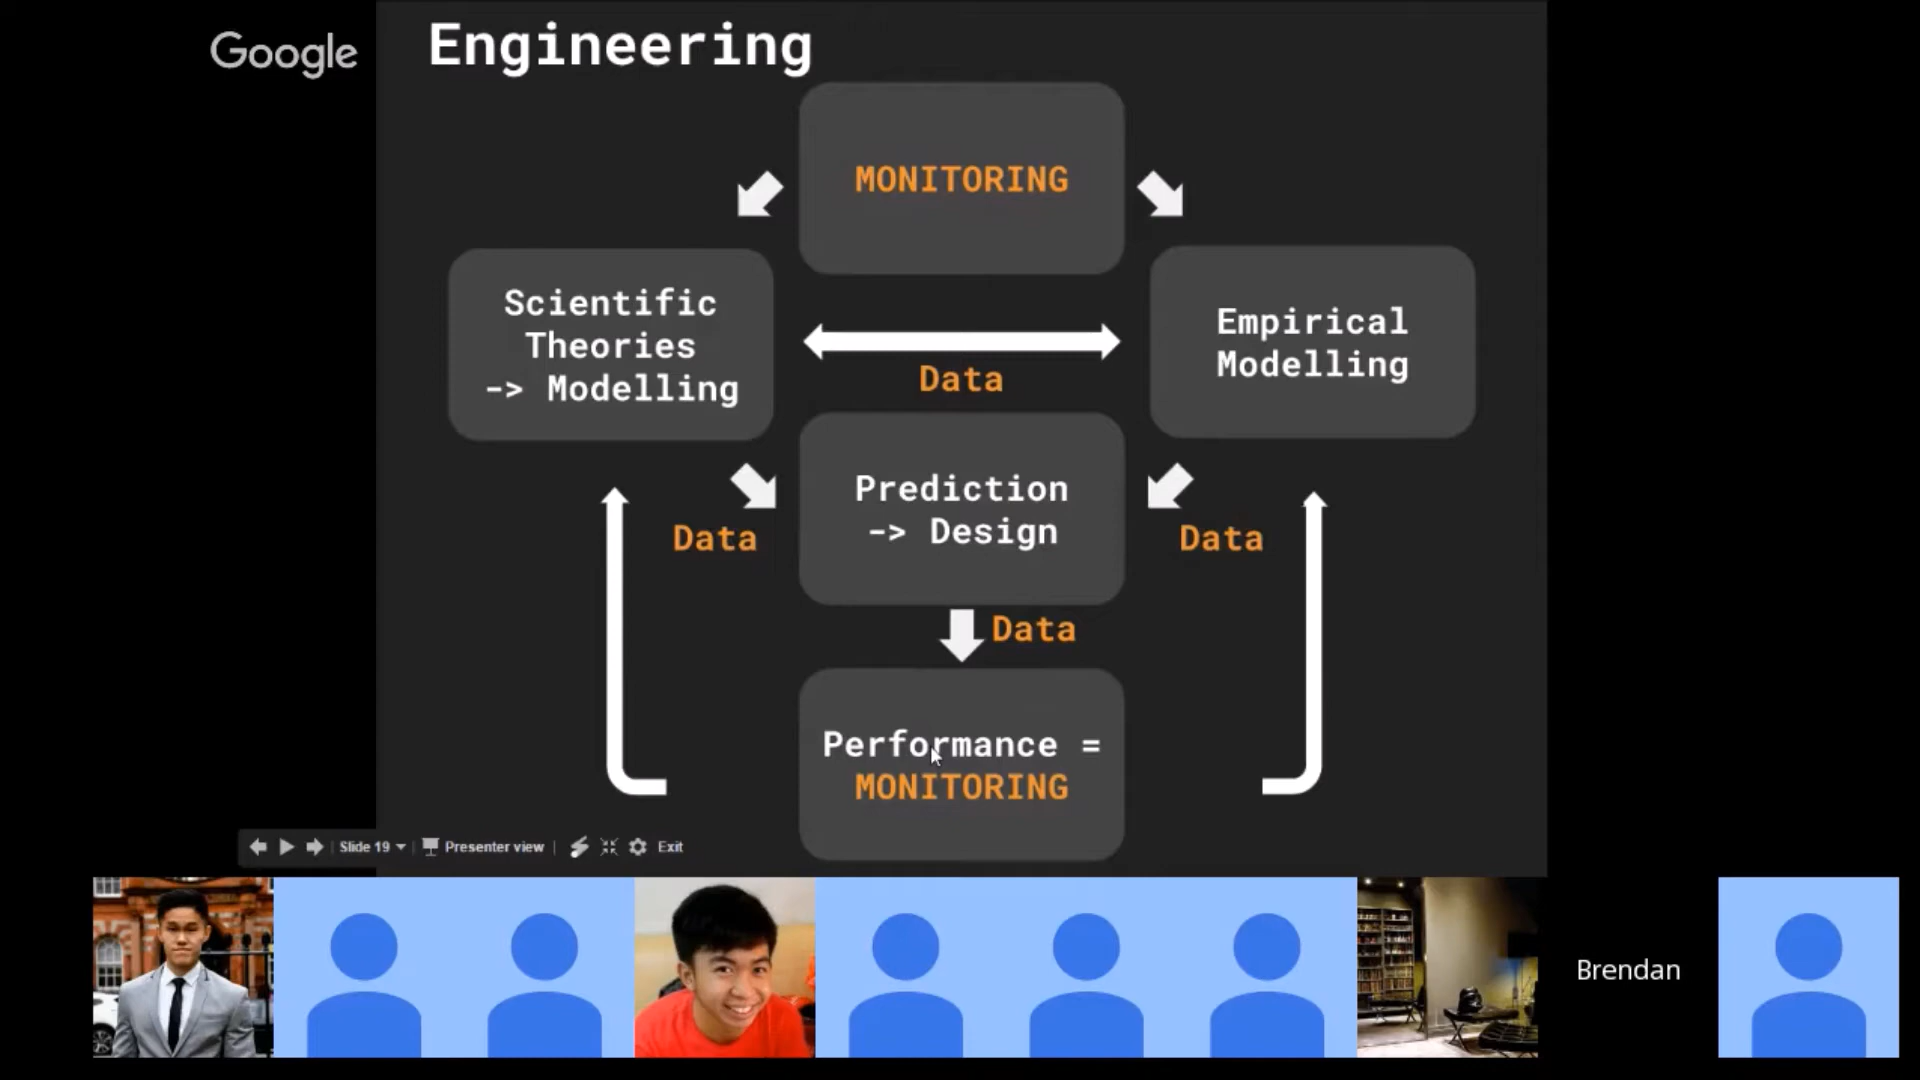 Google
Engineering
MONITORING
Scientific
Theories
-> Modelling
Empirical
Modelling
Data
Prediction
-> Design
Data
Data
Data
Performance =
MONITORING
Slide 19
Presenter view
Exit
Brendan